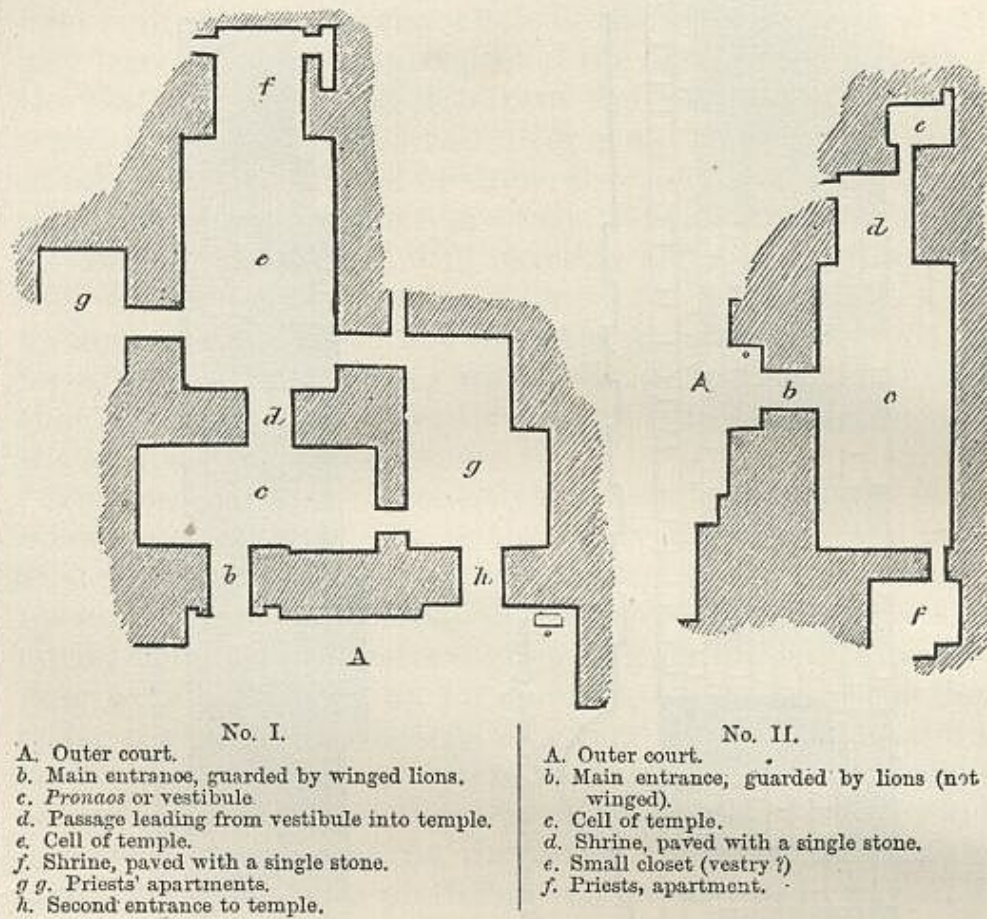 f
e
g
d
g
c
b
h
A
e
d
A
b
c
f
No. I.
A. Outer court.
b. Main entrance, guarded by winged lions.
c. Pronaos or vestibule
d. Passage leading from vestibule into temple.
e. Cell of temple.
f. Shrine, paved with a single stone.
g g. Priests' apartments.
h. Second entrance to temple.
No. II.
A. Outer court.
b. Main entrance, guarded by lions (not
winged).
c. Cell of temple.
d. Shrine, paved with a single stone.
e. Small closet (vestry ?)
f. Priests, apartment.